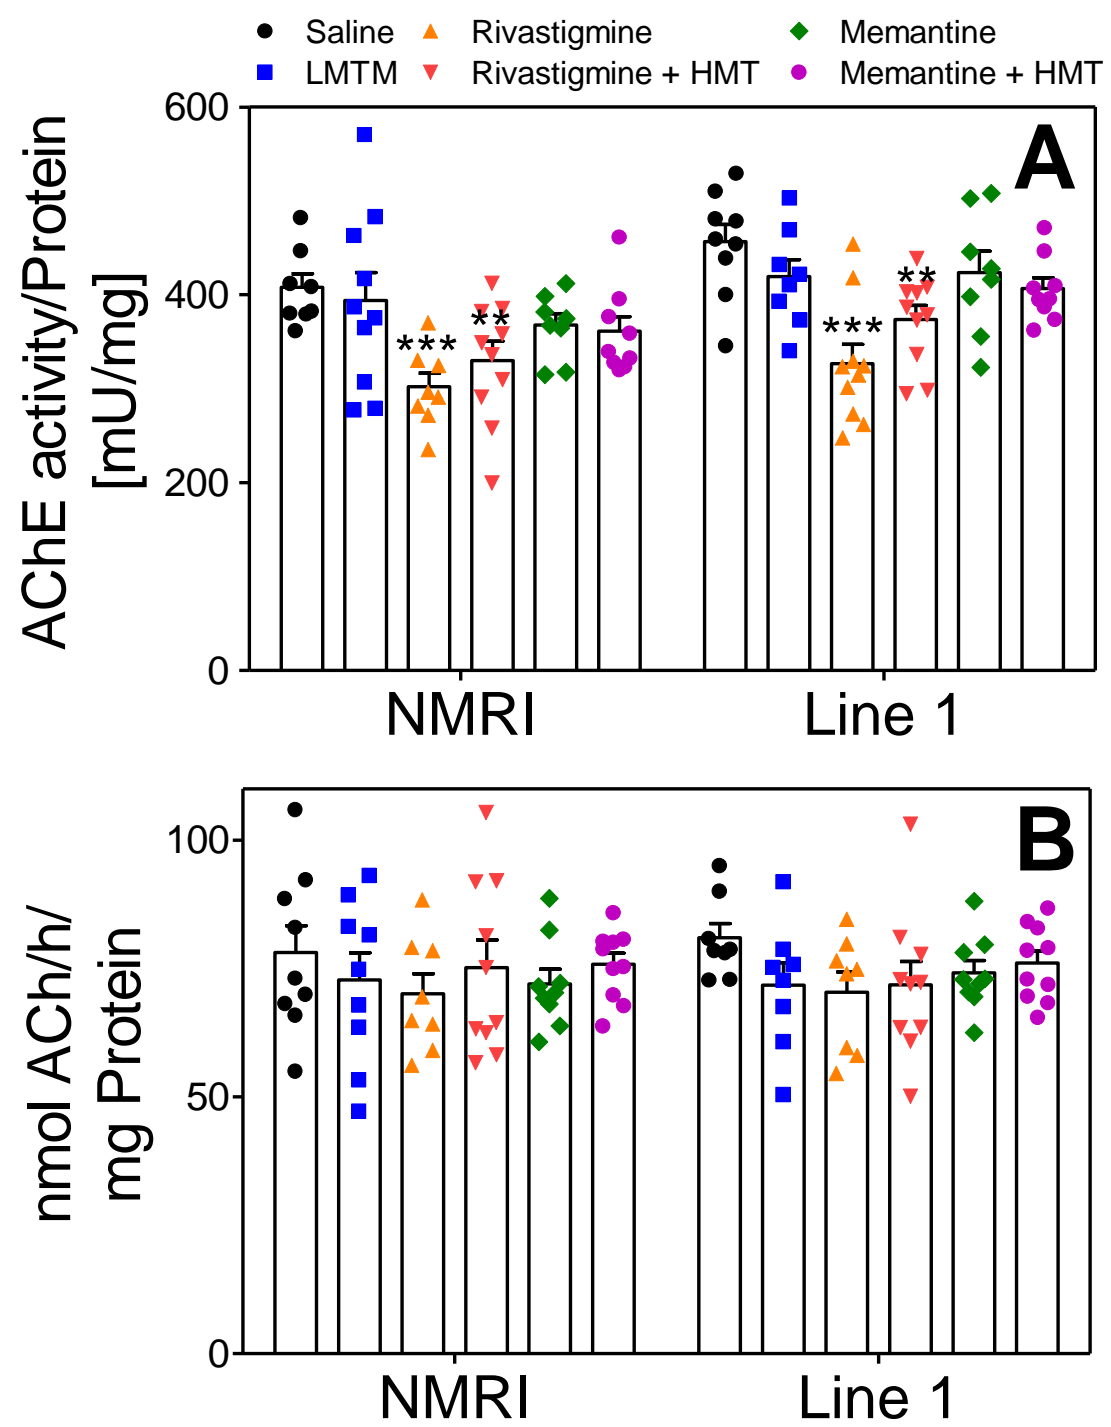 Saline Rivastigmine Memantine
LMTM Rivastigmine + HMT Memantine + HMT
A
AChE activity/Protein
[mU/mg]
600
400
200
0
*** ** *** **
NMRI Line 1
B
nmol ACh/h/
mg Protein
100
50
0
NMRI Line 1